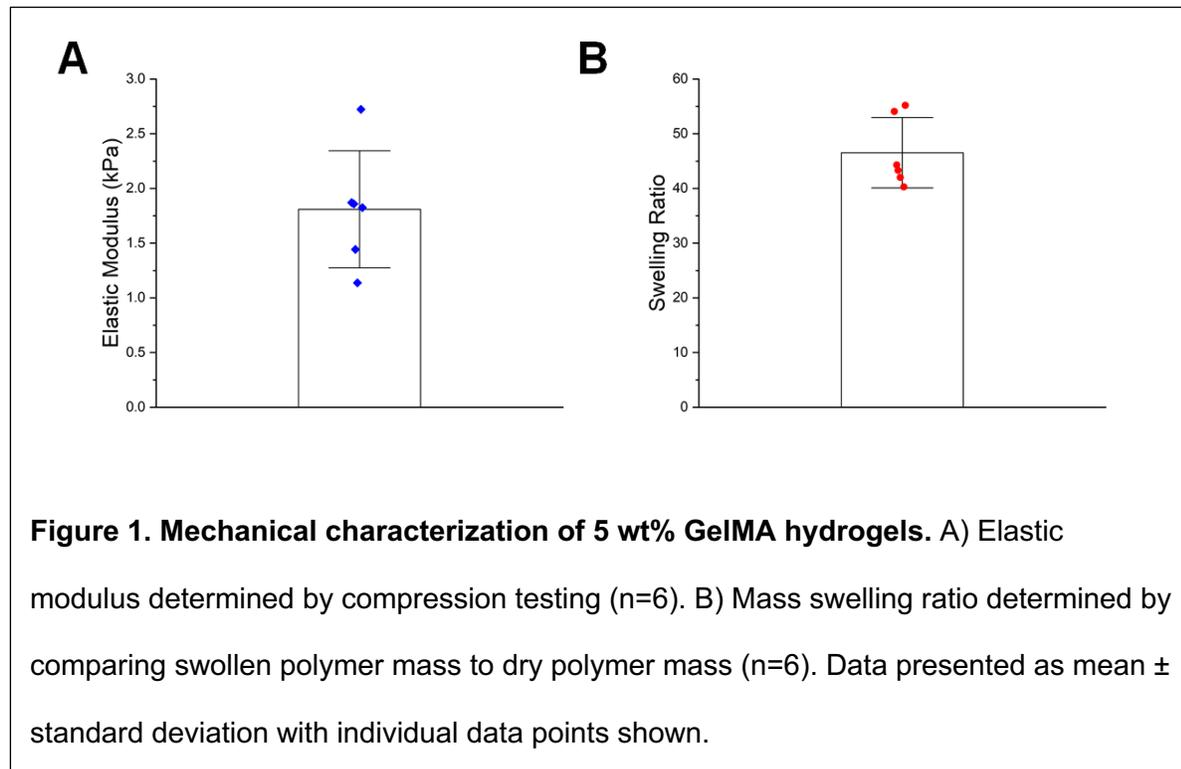 A
B
3.0
2.5
2.0
1.5
1.0
0.5
0.0
Elastic Modulus (kPa)
60
50
40
30
20
10
0
Swelling Ratio
Figure 1. Mechanical characterization of 5 wt% GelMA hydrogels. A) Elastic
modulus determined by compression testing (n=6). B) Mass swelling ratio determined by
comparing swollen polymer mass to dry polymer mass (n=6). Data presented as mean ±
standard deviation with individual data points shown.